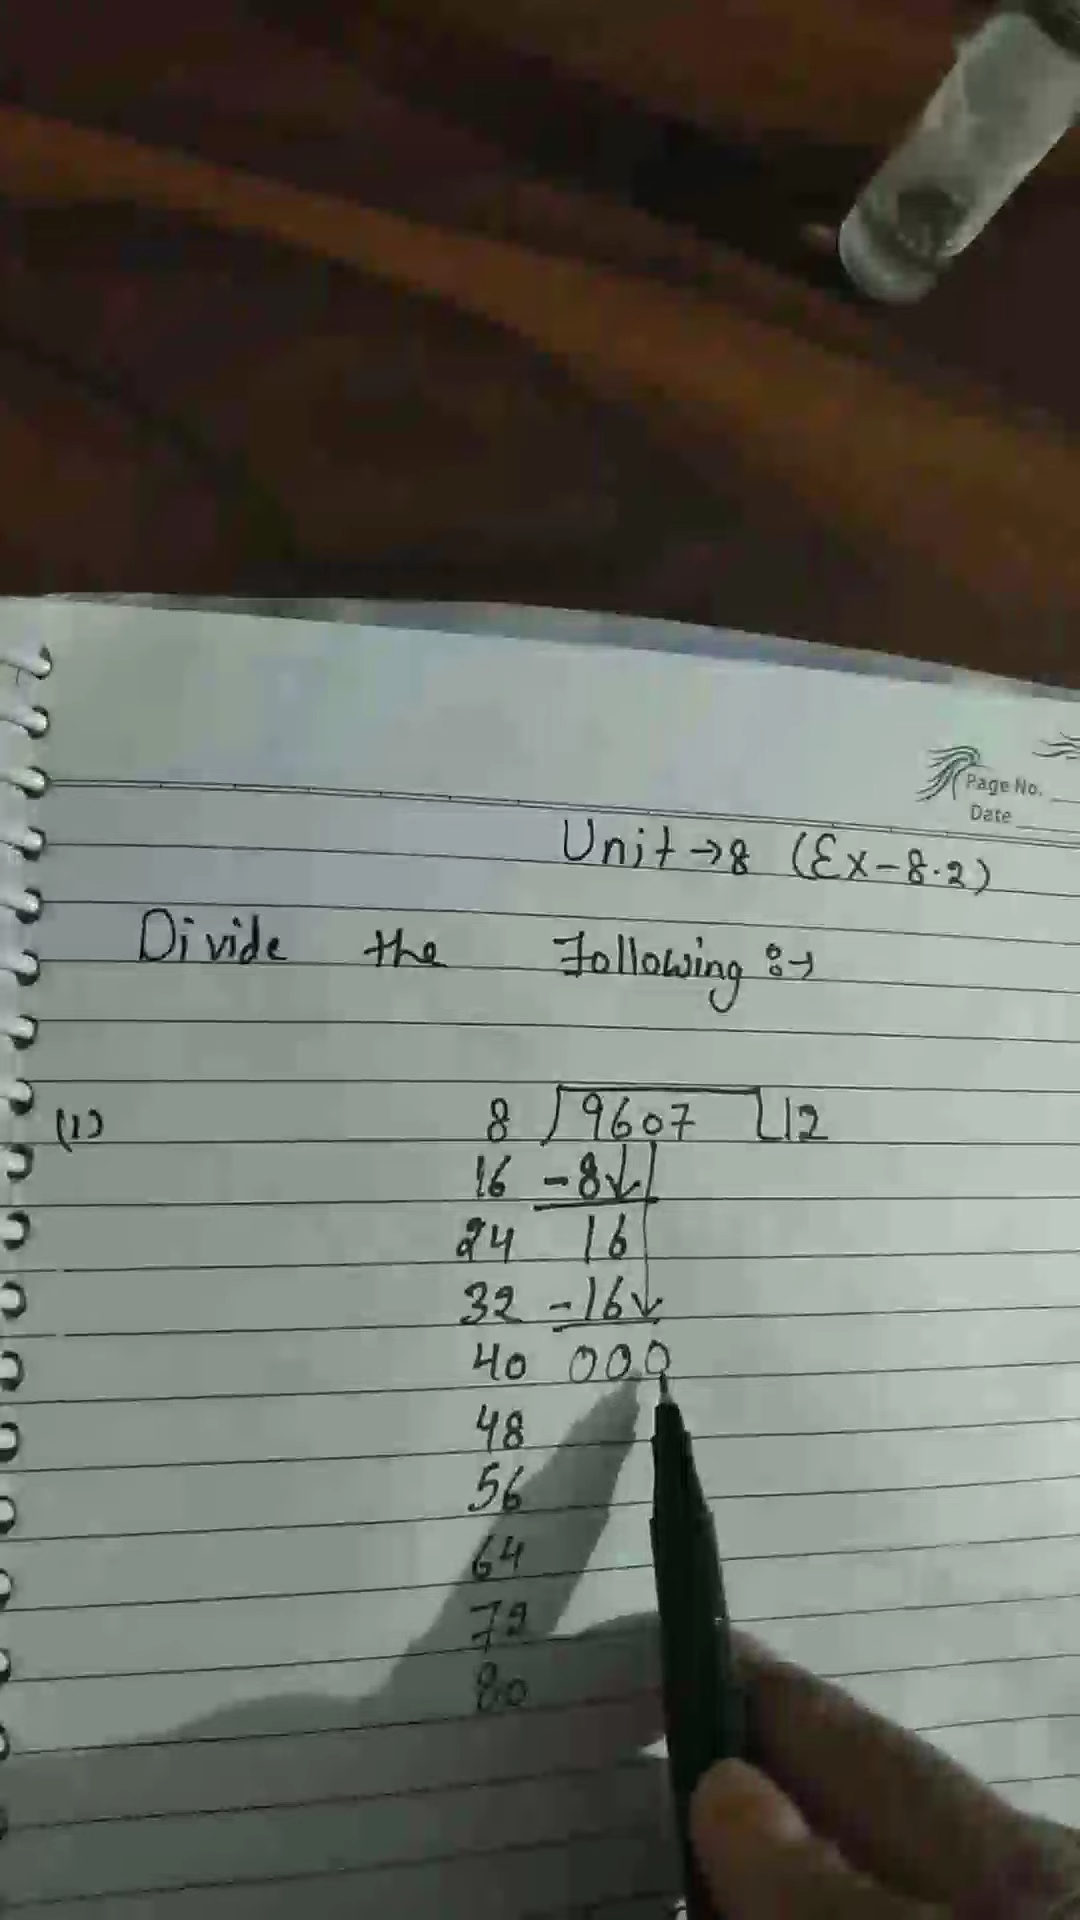 Page No.
Date
Unit→8 (Ex-8.2)
Divide the Following :→
(1) 8 9607 12
16 -8↓
24 16
32 -16↓
40 000
48
56
64
72
80